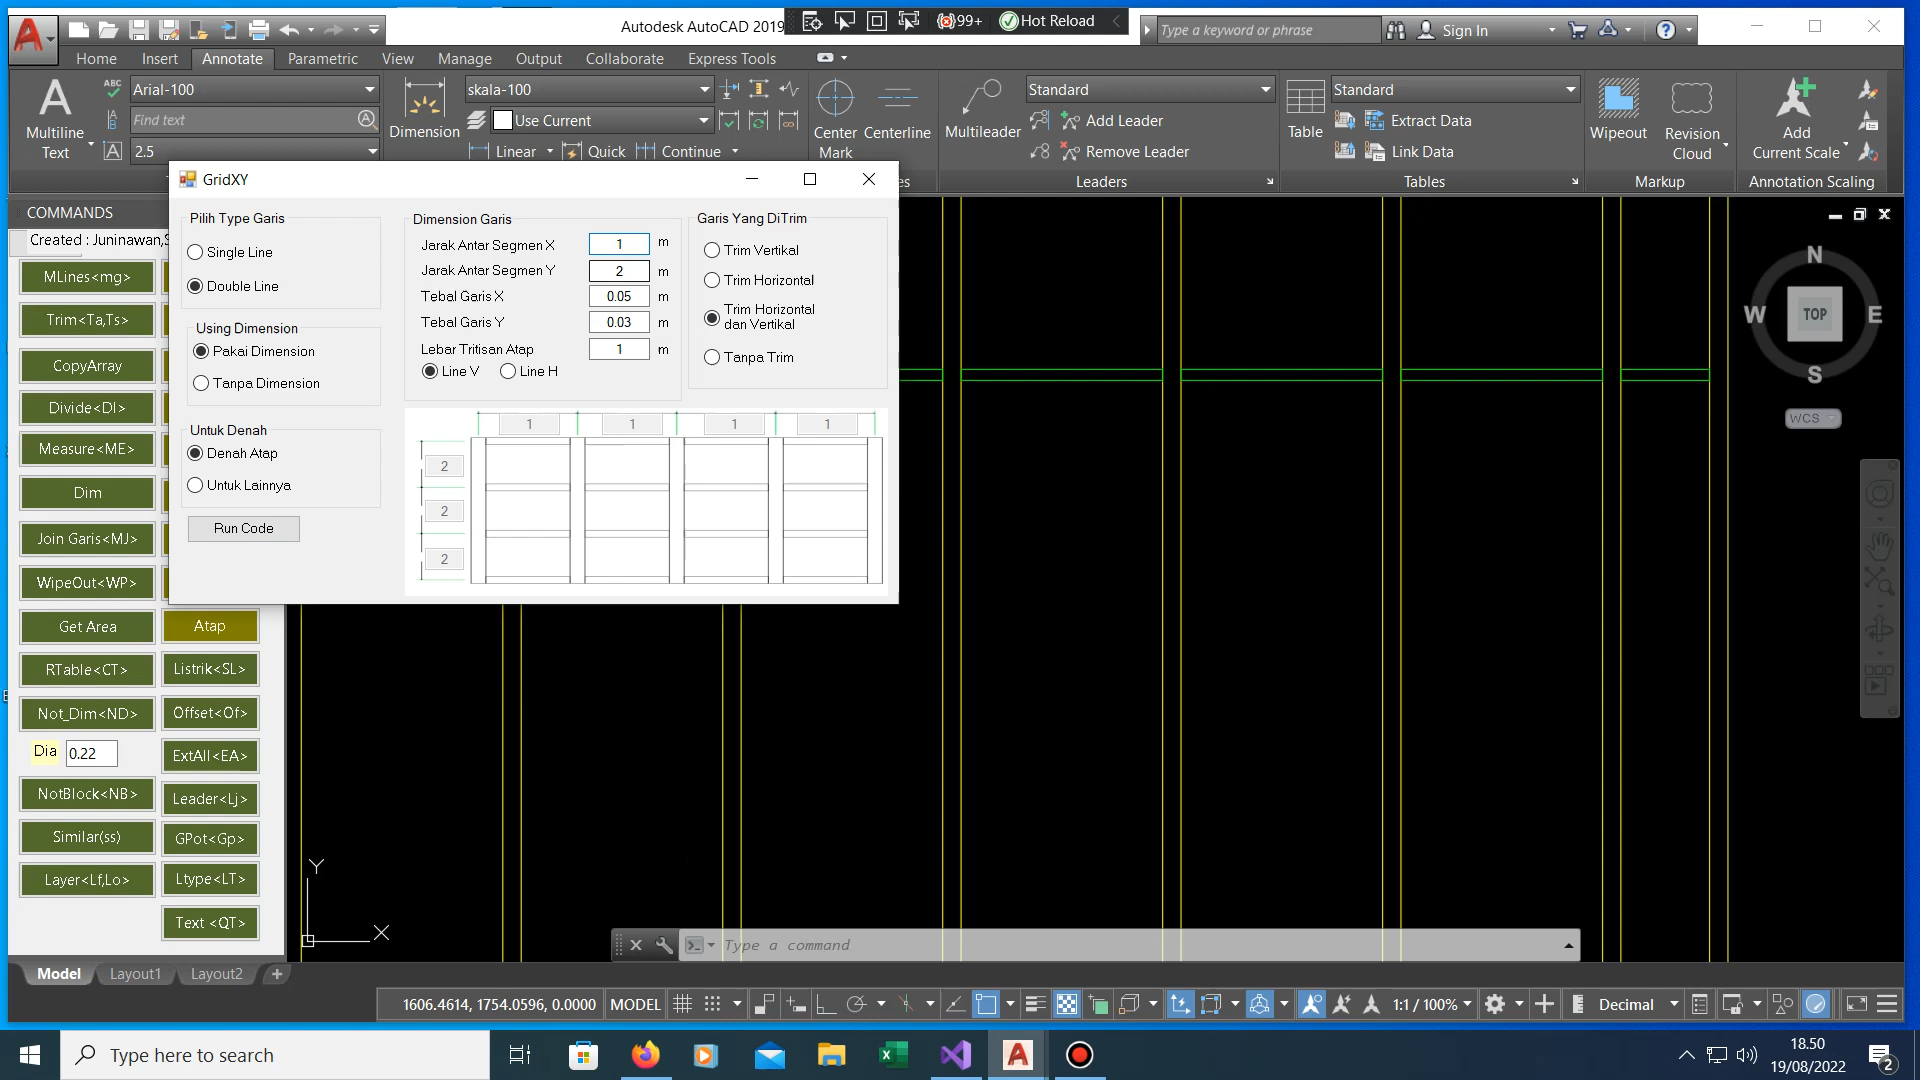 Autodesk AutoCAD 2019
99+
Hot Reload
Type a keyword or phrase
Sign In
Home
Insert
Annotate
Parametric
View
Manage
Output
Collaborate
Express Tools
Multiline
Text
ABC
Arial-100
Find text
2.5
Dimension
skala-100
Use Current
Linear
Quick
Continue
Center
Mark
Centerline
Multileader
Standard
Add Leader
Remove Leader
Leaders
Table
Standard
Extract Data
Link Data
Tables
Wipeout
Revision
Cloud
Markup
Add
Current Scale
Annotation Scaling
COMMANDS
Created : Juninawan,S
MLines<mg>
Trim<Ta,Ts>
CopyArray
Divide<DI>
Measure<ME>
Dim
Join Garis<MJ>
WipeOut<WP>
Get Area
Atap
RTable<CT>
Listrik<SL>
Not_Dim<ND>
Offset<Of>
Dia 0.22
ExtAll<EA>
NotBlock<NB>
Leader<Lj>
Similar(ss)
GPot<Gp>
Layer<Lf,Lo>
Ltype<LT>
Text <QT>
GridXY
Pilih Type Garis
Single Line
Double Line
Using Dimension
Pakai Dimension
Tanpa Dimension
Untuk Denah
Denah Atap
Untuk Lainnya
Run Code
Dimension Garis
Jarak Antar Segmen X 1 m
Jarak Antar Segmen Y 2 m
Tebal Garis X 0.05 m
Tebal Garis Y 0.03 m
Lebar Tritisan Atap 1 m
Line V Line H
Garis Yang DiTrim
Trim Vertikal
Trim Horizontal
Trim Horizontal
dan Vertikal
Tanpa Trim
1 1 1 1
2
2
2
N
W TOP E
S
WCS
Y
X
Type a command
Model Layout1 Layout2 +
1606.4614, 1754.0596, 0.0000 MODEL 1:1 / 100% Decimal
Type here to search
18.50
19/08/2022
2